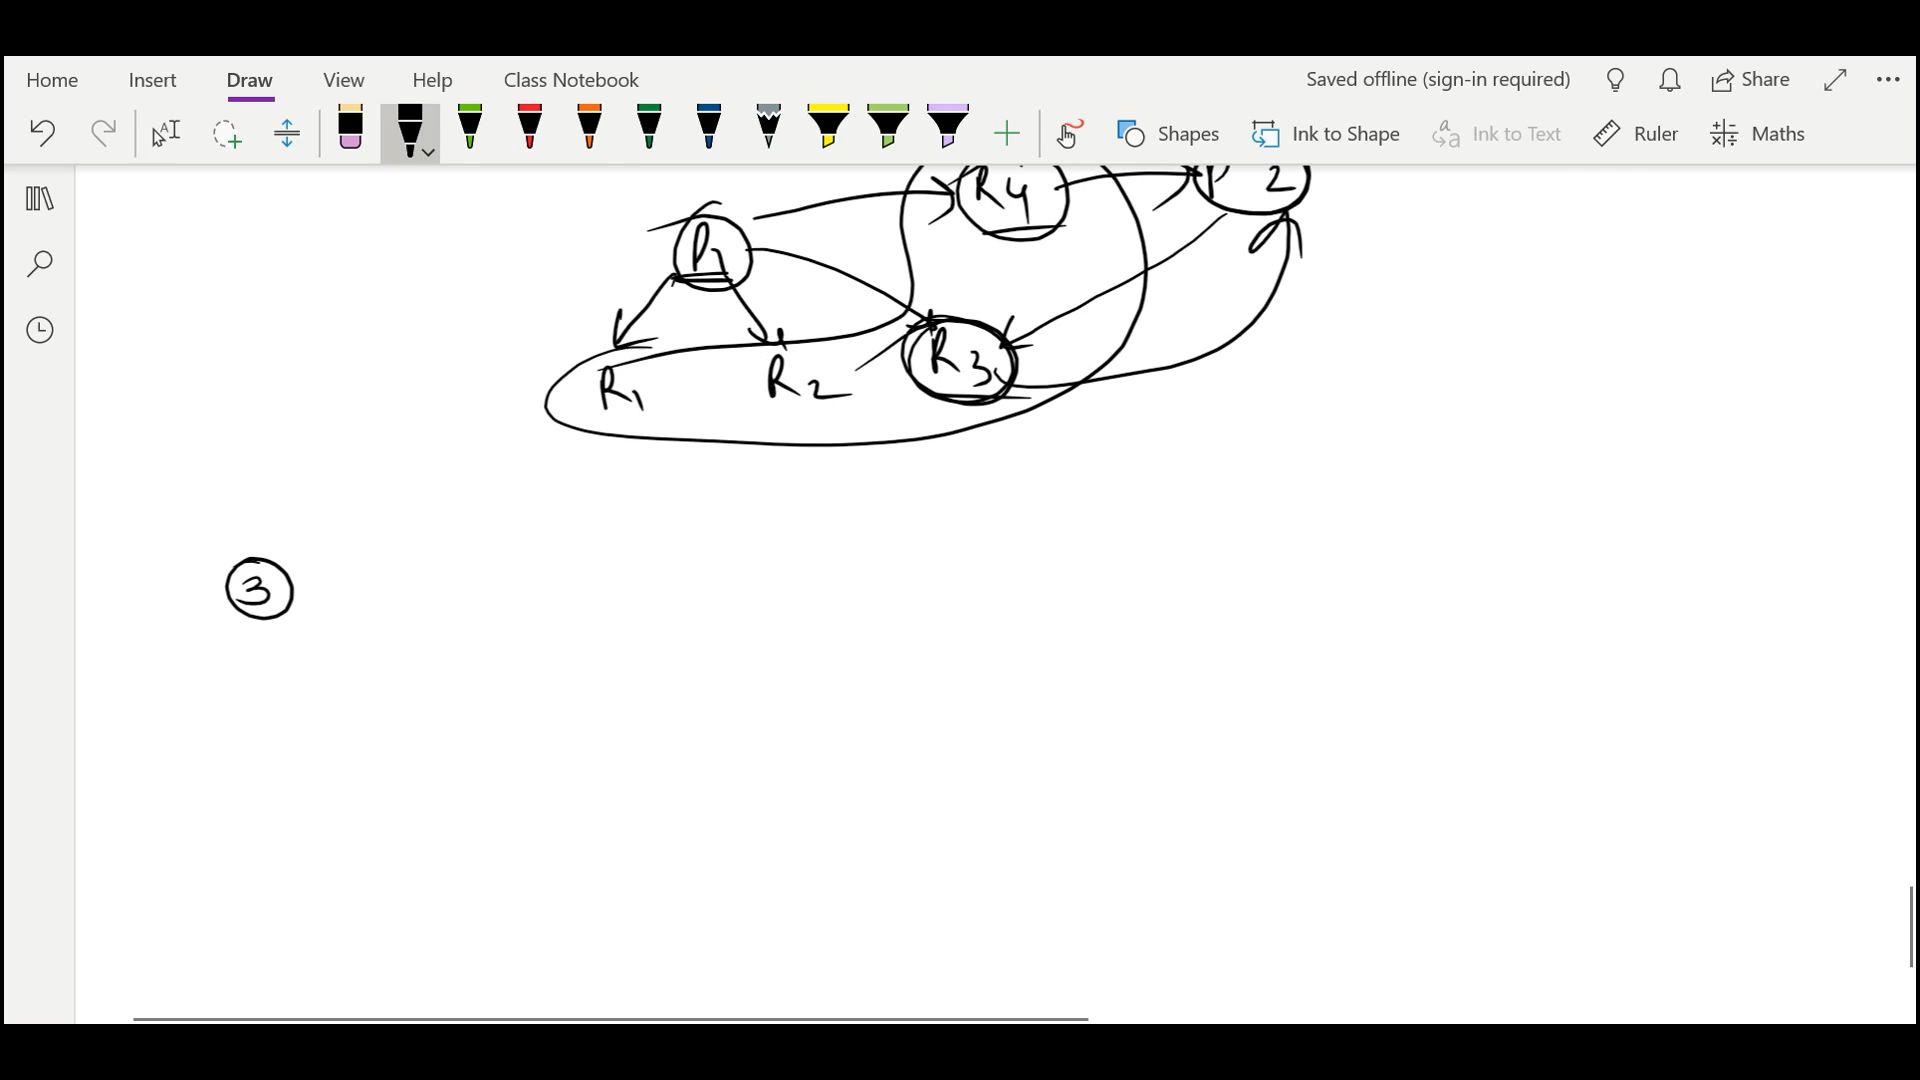 Home Insert Draw View Help Class Notebook Saved offline (sign-in required) Share
Shapes Ink to Shape Ink to Text Ruler Maths
R4 P2
P1
R3
R1 R2
3